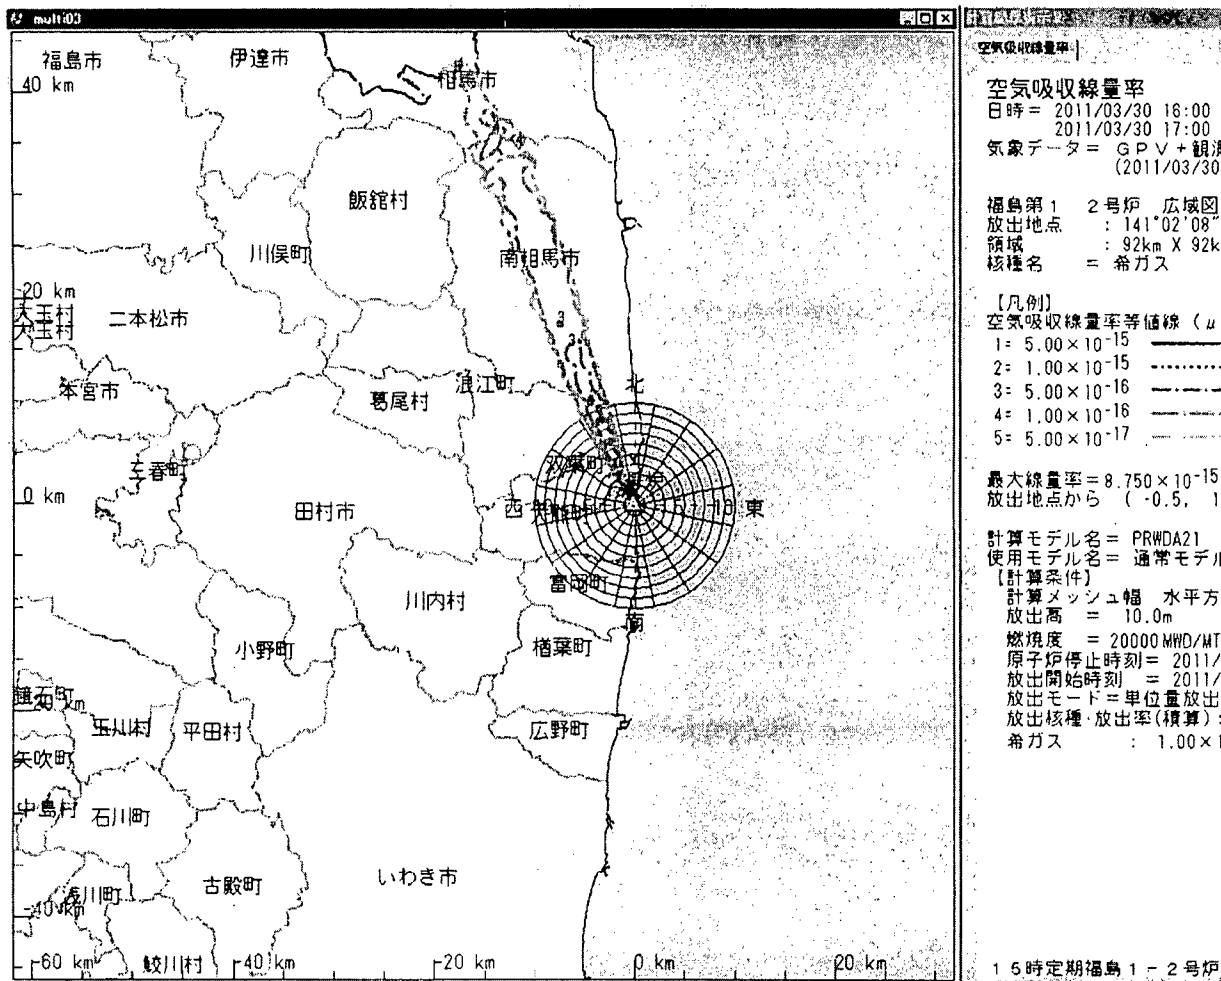 multi03
福島市
伊達市
相馬市
40 km
飯舘村
川俣町
南相馬市
20 km
大玉村
大玉村
二本松市
3
3
北
本宮市
浪江町
葛尾村
双葉町
三春町
0 km
田村市
西
東
富岡町
川内村
南
小野町
楢葉町
鏡石町
玉川村
平田村
広野町
矢吹町
中島村
石川町
いわき市
浅川町
古殿町
-40 km
鮫川村
-60 km
-40 km
-20 km
0 km
20 km
空気吸収線量率
空気吸収線量率
日時= 2011/03/30 16:00
2011/03/30 17:00
気象データ= GPV+観測
(2011/03/30
福島第1 2号炉 広域図
放出地点 : 141°02'08"
領域 : 92km X 92k
核種名 = 希ガス
【凡例】
空気吸収線量率等値線 (μ
1= 5.00×10-15
2= 1.00×10-15
3= 5.00×10-16
4= 1.00×10-16
5= 5.00×10-17
最大線量率=8.750×10-15
放出地点から ( -0.5, 1
計算モデル名= PRWDA21
使用モデル名= 通常モデル
【計算条件】
計算メッシュ幅 水平方
放出高 = 10.0m
燃焼度 = 20000MWD/MT
原子炉停止時刻= 2011/
放出開始時刻 = 2011/
放出モード=単位量放出
放出核種・放出率(積算):
希ガス : 1.00×1
16時定期福島1-2号炉